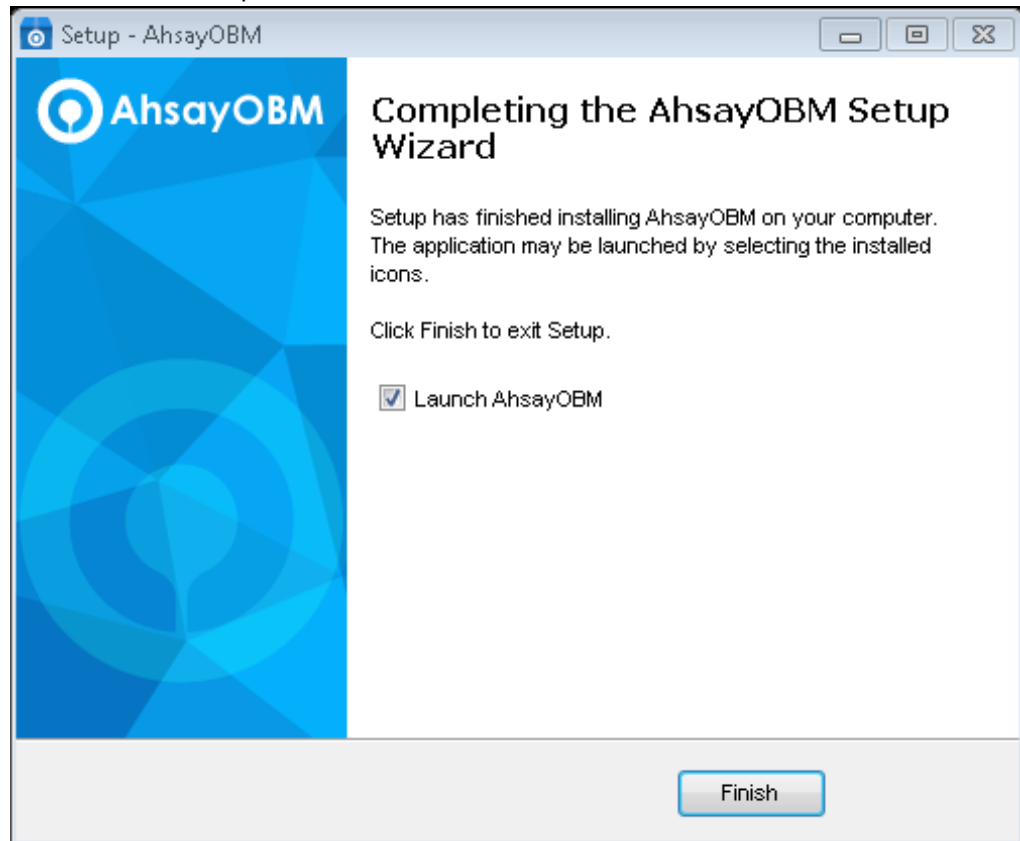 Setup - AhsayOBM
AhsayOBM
Completing the AhsayOBM Setup
Wizard
Setup has finished installing AhsayOBM on your computer.
The application may be launched by selecting the installed
icons.
Click Finish to exit Setup.
Launch AhsayOBM
Finish